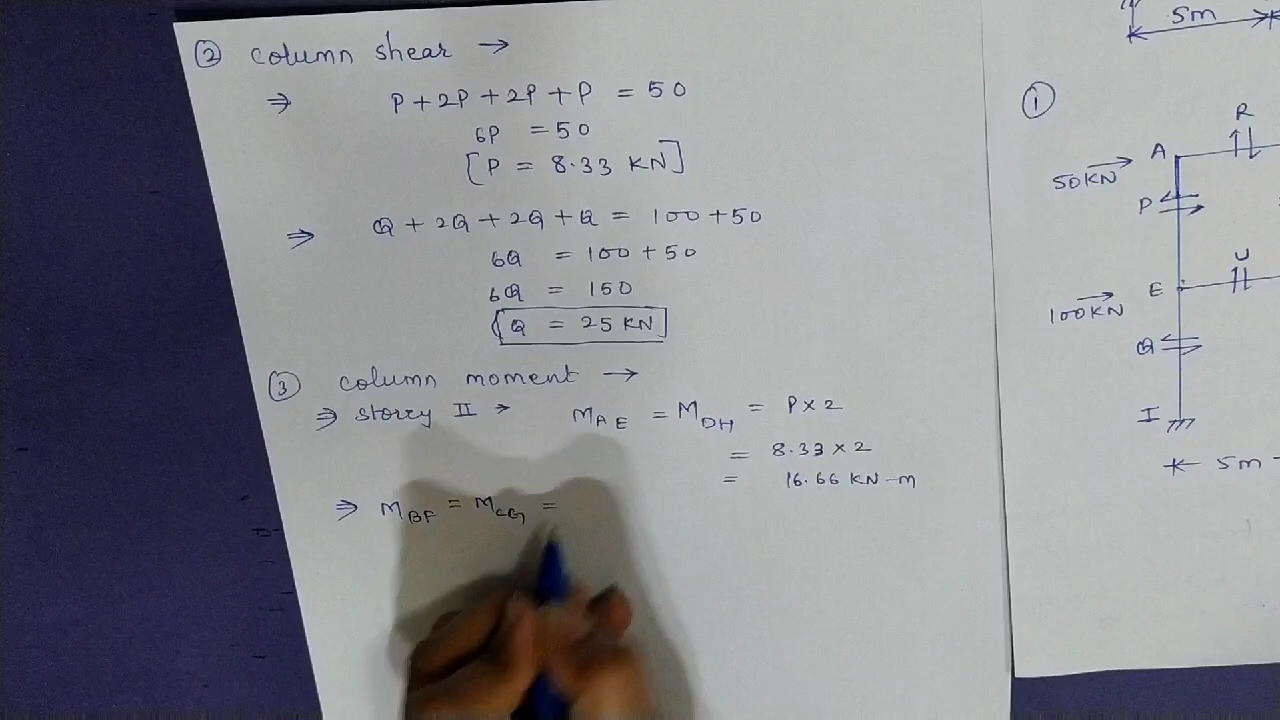 ② column shear →
⇒ P + 2P + 2P + P = 50
6P = 50
[P = 8.33 KN]
⇒ Q + 2Q + 2Q + Q = 100 + 50
6Q = 100 + 50
6Q = 150
Q = 25 KN
③ column moment →
⇒ storey II → M_AE = M_DH = P × 2
= 8.33 × 2
= 16.66 KN-m
⇒ M_BF = M_CG =
5m
①
R
A
50KN
P
U
E
100KN
Q
I
5m